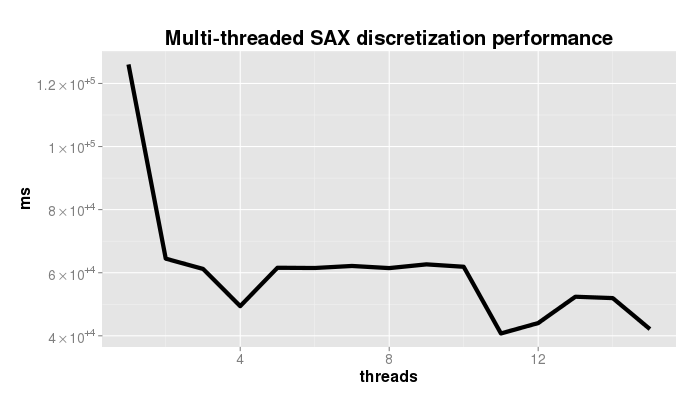 Multi-threaded SAX discretization performance
1.2×10⁺⁵
1×10⁺⁵
8×10⁺⁴
6×10⁺⁴
4×10⁺⁴
ms
4 8 12
threads